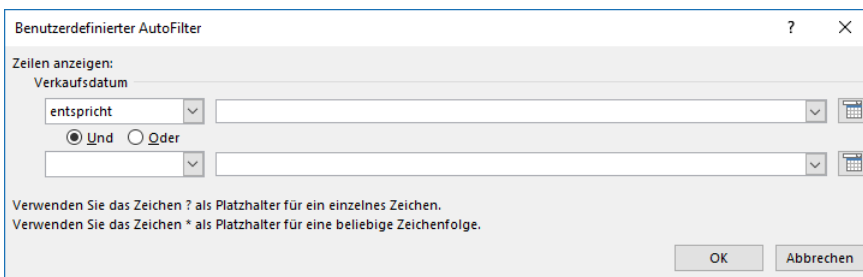 Benutzerdefinierter AutoFilter
Zeilen anzeigen:
Verkaufsdatum
entspricht
Und Oder
Verwenden Sie das Zeichen ? als Platzhalter für ein einzelnes Zeichen.
Verwenden Sie das Zeichen * als Platzhalter für eine beliebige Zeichenfolge.
OK Abbrechen